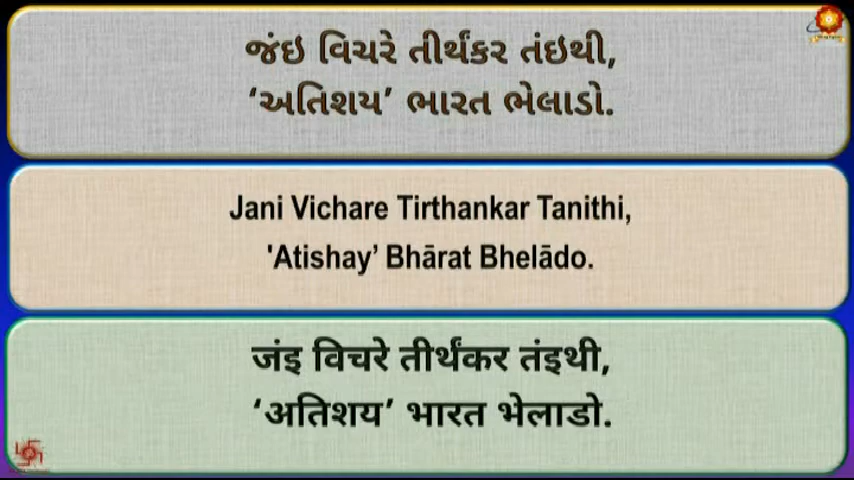 જંઇ વિચરે તીર્થંકર તંઇથી,
‘અતિશય’ ભારત ભેલાડો.
Jani Vichare Tirthankar Tanithi,
'Atishay’ Bhārat Bhelādo.
जंइ विचरे तीर्थंकर तंइथी,
‘अतिशय’ भारत भेलाडो.